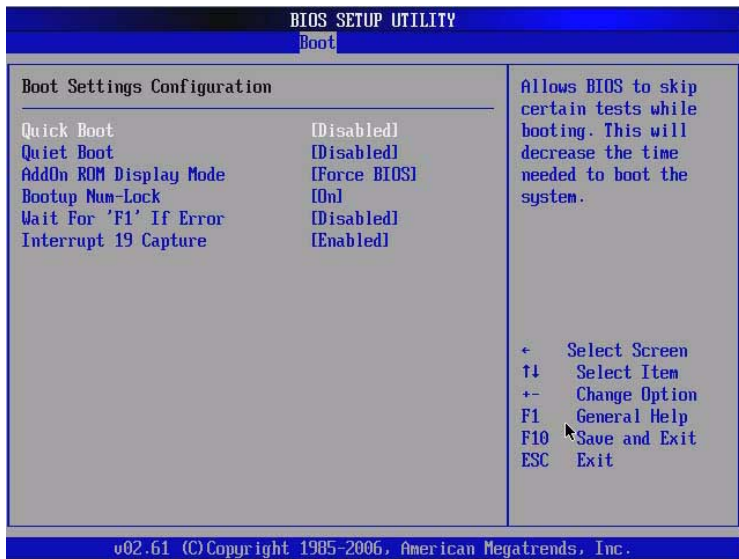 BIOS SETUP UTILITY
Boot
Boot Settings Configuration
Quick Boot [Disabled]
Quiet Boot [Disabled]
AddOn ROM Display Mode [Force BIOS]
Bootup Num-Lock [On]
Wait For 'F1' If Error [Disabled]
Interrupt 19 Capture [Enabled]
Allows BIOS to skip
certain tests while
booting. This will
decrease the time
needed to boot the
system.
← Select Screen
↑↓ Select Item
+- Change Option
F1 General Help
F10 Save and Exit
ESC Exit
v02.61 (C)Copyright 1985-2006, American Megatrends, Inc.